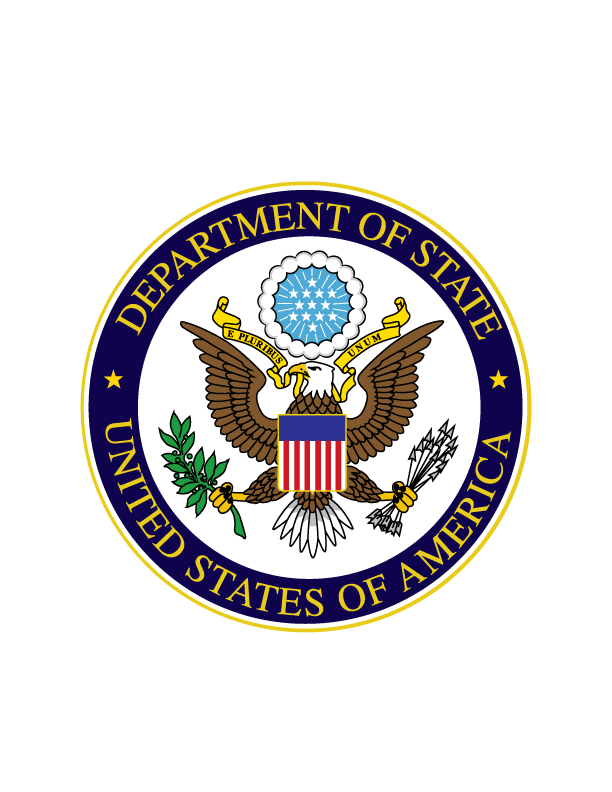 DEPARTMENT OF STATE
E PLURIBUS UNUM
UNITED STATES OF AMERICA